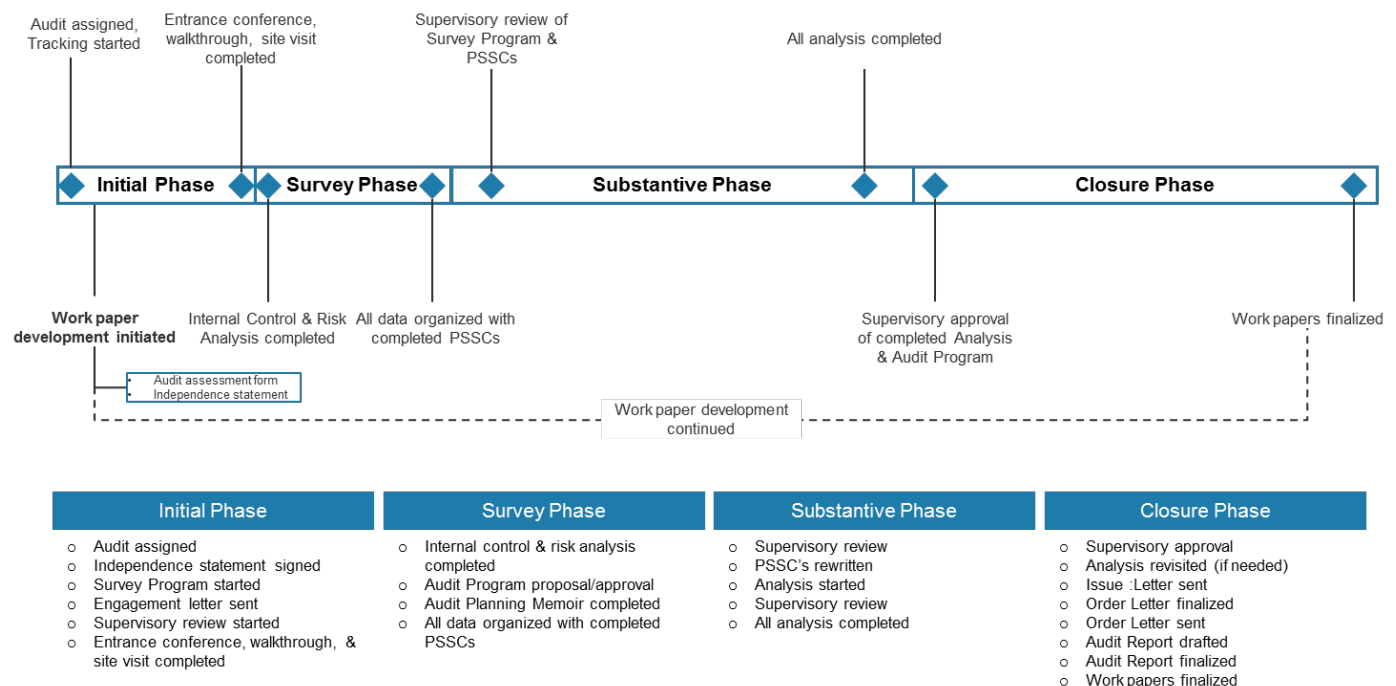 Audit assigned,
Tracking started
Entrance conference,
walkthrough, site visit
completed
Supervisory review of
Survey Program &
PSSCs
All analysis completed
Initial Phase
Survey Phase
Substantive Phase
Closure Phase
Work paper
development initiated
Internal Control & Risk
Analysis completed
All data organized with
completed PSSCs
Supervisory approval
of completed Analysis
& Audit Program
Work papers finalized
• Audit assessment form
• Independence statement
Work paper development
continued
Initial Phase
o Audit assigned
o Independence statement signed
o Survey Program started
o Engagement letter sent
o Supervisory review started
o Entrance conference, walkthrough, &
site visit completed
Survey Phase
o Internal control & risk analysis
completed
o Audit Program proposal/approval
o Audit Planning Memoir completed
o All data organized with completed
PSSCs
Substantive Phase
o Supervisory review
o PSSC's rewritten
o Analysis started
o Supervisory review
o All analysis completed
Closure Phase
o Supervisory approval
o Analysis revisited (if needed)
o Issue :Letter sent
o Order Letter finalized
o Order Letter sent
o Audit Report drafted
o Audit Report finalized
o Work papers finalized